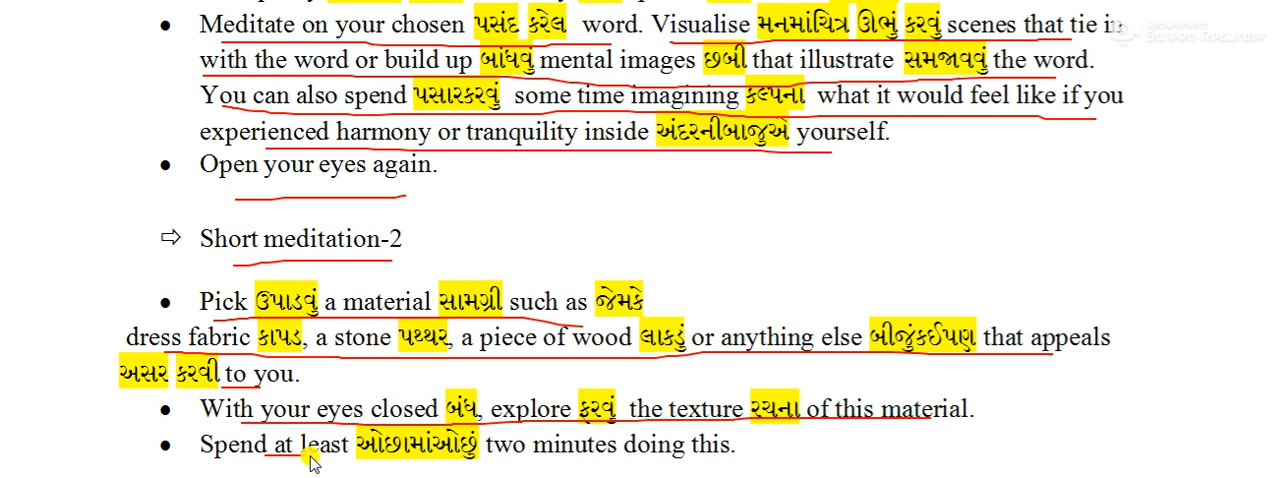 • Meditate on your chosen પસંદ કરેલ word. Visualise મનમાંચિત્ર ઊભું કરવું scenes that tie in
with the word or build up બાંધવું mental images છબી that illustrate સમજાવવું the word.
You can also spend પસારકરવું some time imagining કલ્પના what it would feel like if you
experienced harmony or tranquility inside અંદરનીબાજુએ yourself.
• Open your eyes again.
⇨ Short meditation-2
• Pick ઉપાડવું a material સામગ્રી such as જેમકે
dress fabric કાપડ, a stone પથ્થર, a piece of wood લાકડું or anything else બીજુંકઈપણ that appeals
અસર કરવી to you.
• With your eyes closed બંધ, explore ફરવું the texture રચના of this material.
• Spend at least ઓછામાંઓછું two minutes doing this.
Apowersoft
Screen Recorder